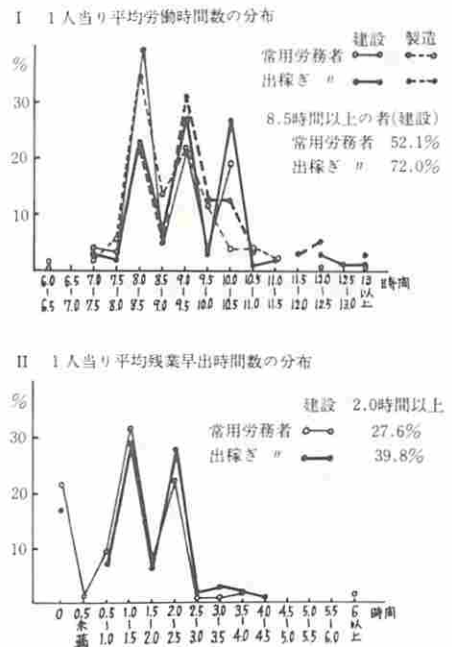 I 1人当り平均労働時間数の分布
建設 製造
常用労務者
出稼ぎ 〃
8.5時間以上の者(建設)
常用労務者 52.1%
出稼ぎ 〃 72.0%
%
30
20
10
6.0 6.5 7.0 7.5 8.0 8.5 9.0 9.5 10.0 10.5 11.0 11.5 12.0 12.5 13 時間
6.5 7.0 7.5 8.0 8.5 9.0 9.5 10.0 10.5 11.0 11.5 12.0 12.5 13.0 以上
II 1人当り平均残業早出時間数の分布
建設 2.0時間以上
常用労務者 27.6%
出稼ぎ 〃 39.8%
%
30
20
10
0 0.5 0.5 1.0 1.5 2.0 2.5 3.0 3.5 4.0 4.5 5.0 5.5 6 時間
未満 1.0 1.5 2.0 2.5 3.0 3.5 4.0 4.5 5.0 5.5 6.0 以上